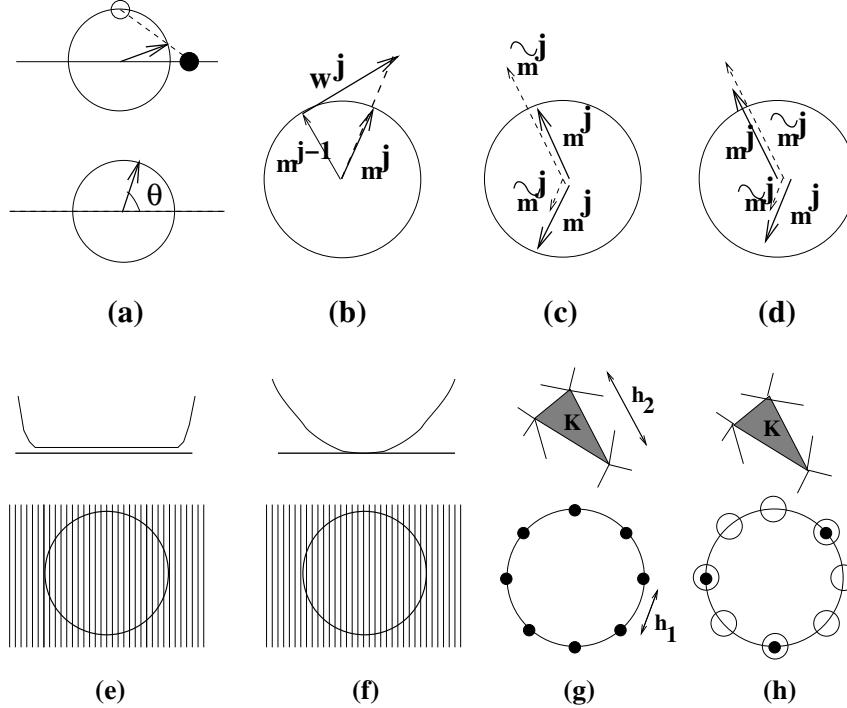 θ
(a)
w^j
m^{j-1}
m^j
(b)
m̃^j
m^j
m̃^j
m^j
(c)
m̃^j
m^j
m̃^j
m^j
(d)
(e)
(f)
K
h_2
h_1
(g)
K
(h)